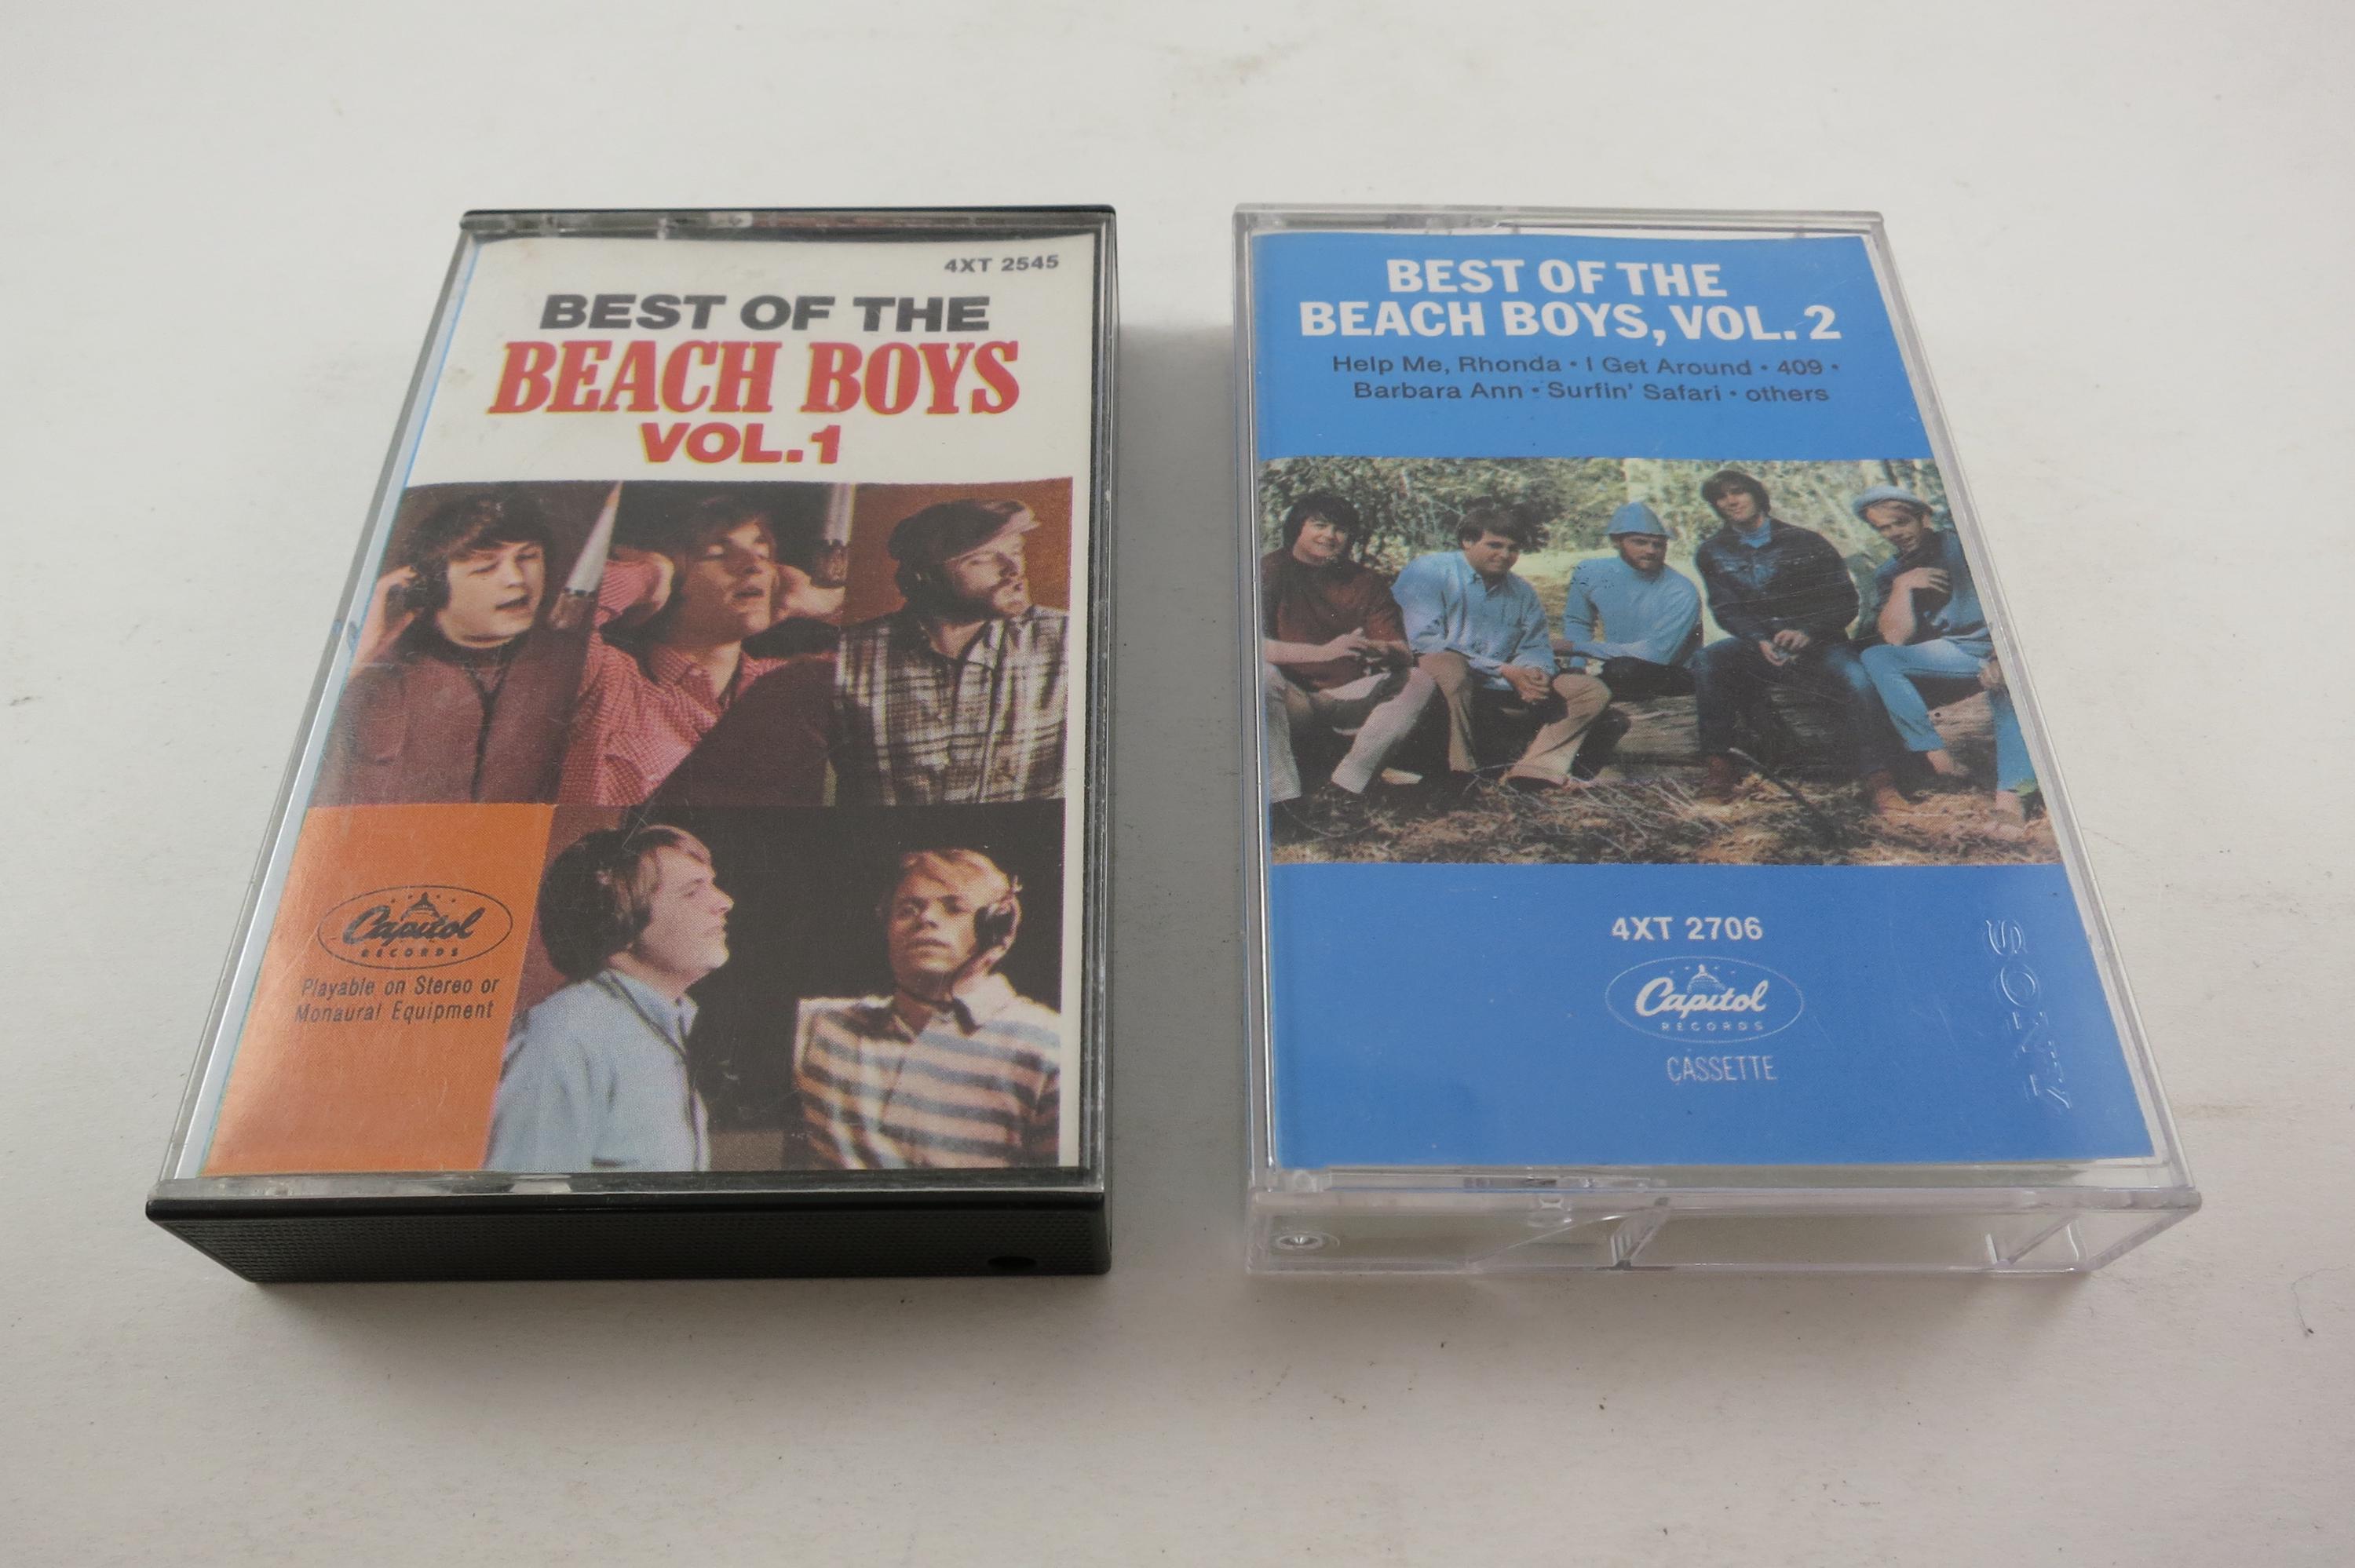 4XT 2545
BEST OF THE
BEACH BOYS
VOL.1
Capitol
RECORDS
Playable on Stereo or
Monaural Equipment
BEST OF THE
BEACH BOYS, VOL. 2
Help Me, Rhonda • I Get Around • 409 •
Barbara Ann • Surfin' Safari • others
4XT 2706
Capitol
RECORDS
CASSETTE
SONY